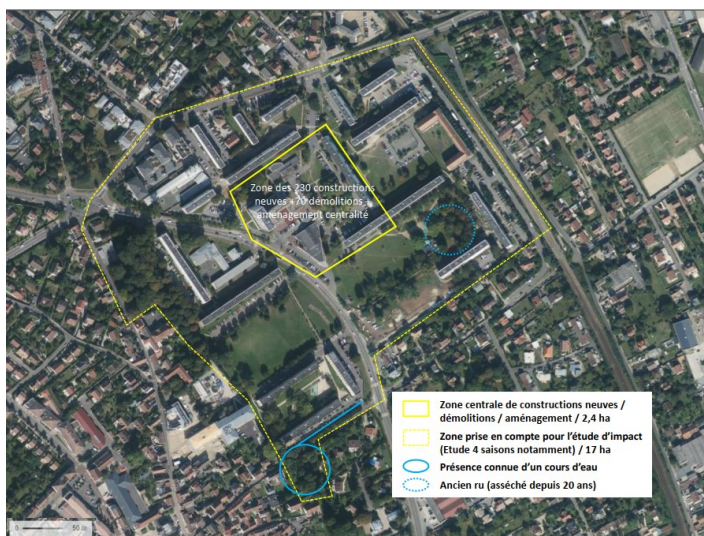 Zone des 230 constructions
neuves +70 démolitions +
aménagement centralité
Zone centrale de constructions neuves /
démolitions / aménagement / 2,4 ha
Zone prise en compte pour l'étude d'impact
(Etude 4 saisons notamment) / 17 ha
Présence connue d'un cours d'eau
Ancien ru (asséché depuis 20 ans)
0